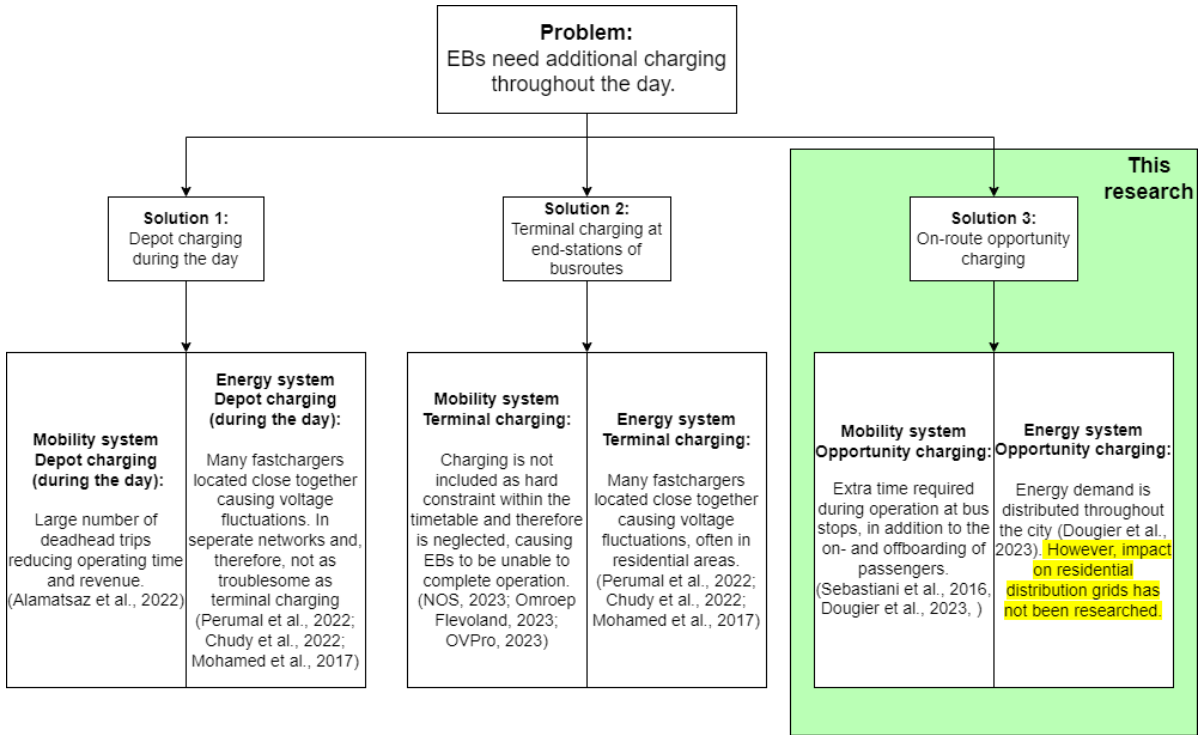 Problem:
EBs need additional charging
throughout the day.
This
research
Solution 1:
Depot charging
during the day
Solution 2:
Terminal charging at
end-stations of
busroutes
Solution 3:
On-route opportunity
charging
Mobility system
Depot charging
(during the day):
Large number of
deadhead trips
reducing operating time
and revenue.
(Alamatsaz et al., 2022)
Energy system
Depot charging
(during the day):
Many fastchargers
located close together
causing voltage
fluctuations. In
seperate networks and,
therefore, not as
troublesome as
terminal charging
(Perumal et al., 2022;
Chudy et al., 2022;
Mohamed et al., 2017)
Mobility system
Terminal charging:
Charging is not
included as hard
constraint within the
timetable and therefore
is neglected, causing
EBs to be unable to
complete operation.
(NOS, 2023; Omroep
Flevoland, 2023;
OVPro, 2023)
Energy system
Terminal charging:
Many fastchargers
located close together
causing voltage
fluctuations, often in
residential areas.
(Perumal et al., 2022;
Chudy et al., 2022;
Mohamed et al., 2017)
Mobility system
Opportunity charging:
Extra time required
during operation at bus
stops, in addition to the
on- and offboarding of
passengers.
(Sebastiani et al., 2016,
Dougier et al., 2023, )
Energy system
Opportunity charging:
Energy demand is
distributed throughout
the city (Dougier et al.,
2023). However, impact
on residential
distribution grids has
not been researched.